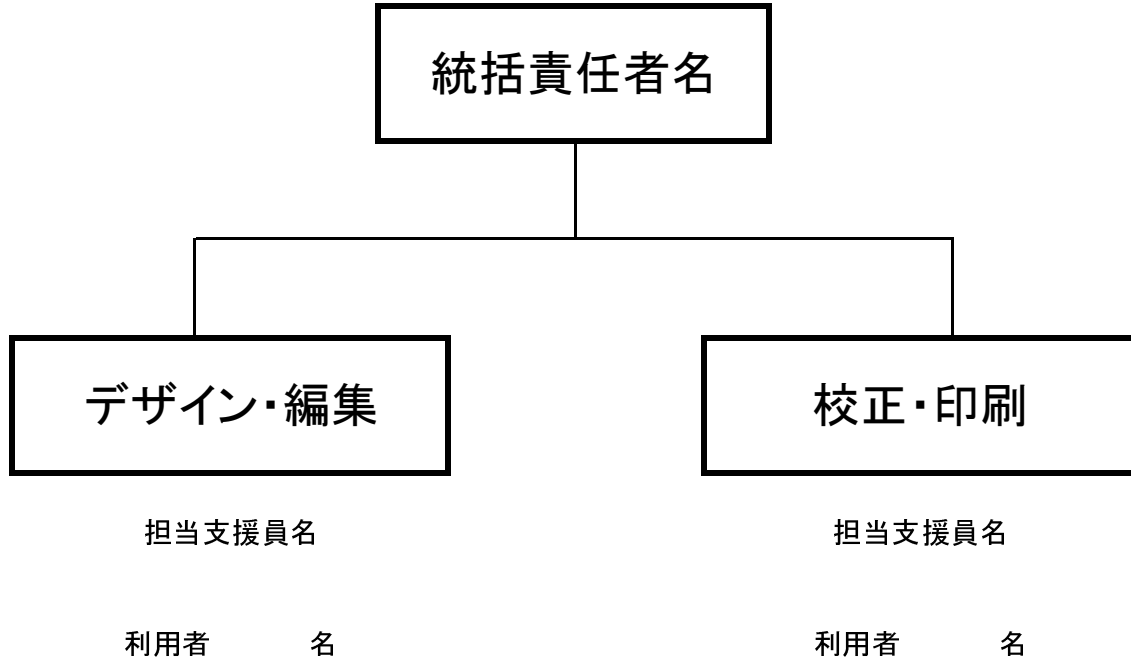 統括責任者名
デザイン・編集
校正・印刷
担当支援員名
担当支援員名
利用者　　　名
利用者　　　名